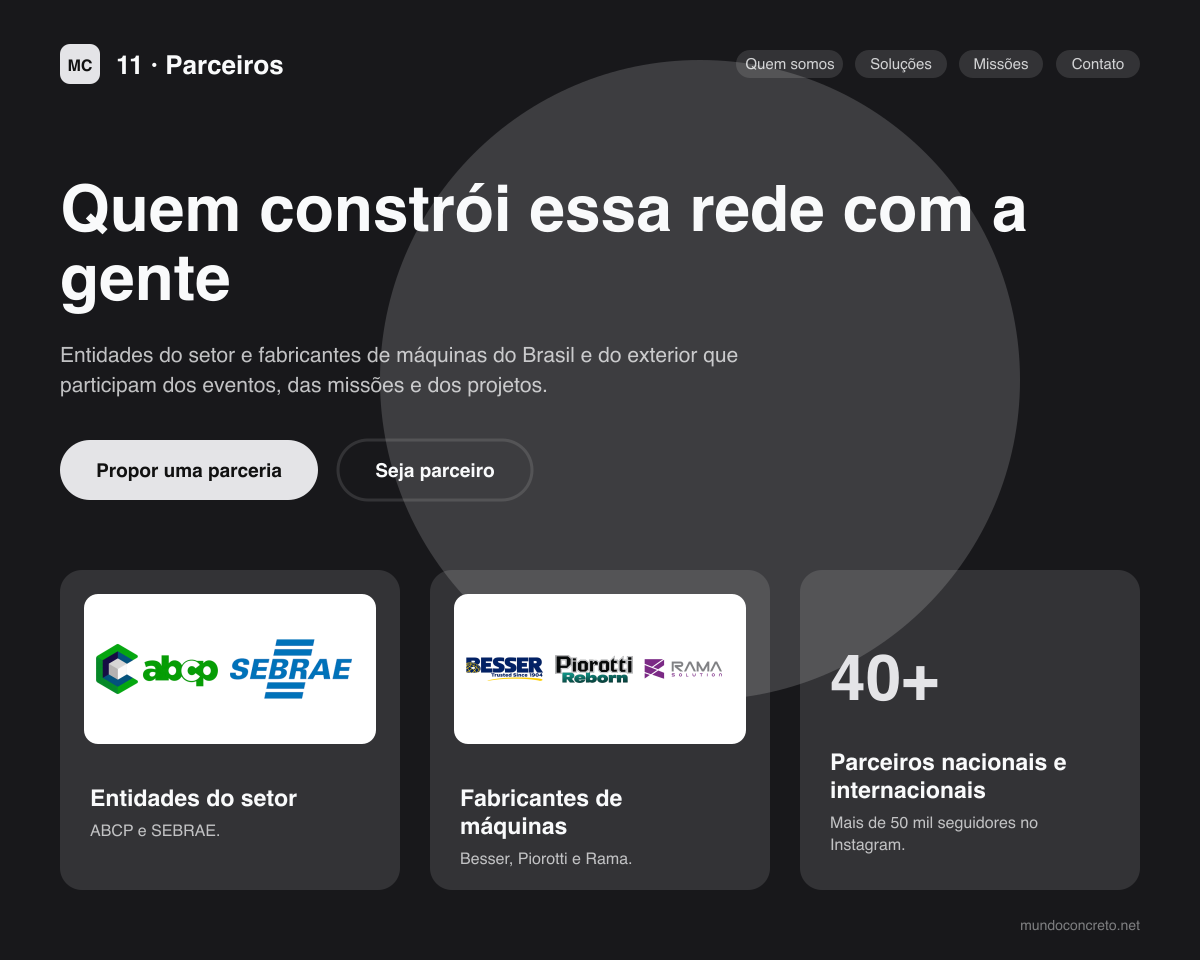 MC
11 · Parceiros
Quem somos
Soluções
Missões
Contato
Quem constrói essa rede com a
gente
Entidades do setor e fabricantes de máquinas do Brasil e do exterior que
participam dos eventos, das missões e dos projetos.
Propor uma parceria
Seja parceiro
abcp
SEBRAE
Entidades do setor
ABCP e SEBRAE.
BESSER
Trusted Since 1904
Piorotti
Reborn
RAMA
SOLUTION
Fabricantes de
máquinas
Besser, Piorotti e Rama.
40+
Parceiros nacionais e
internacionais
Mais de 50 mil seguidores no
Instagram.
mundoconcreto.net